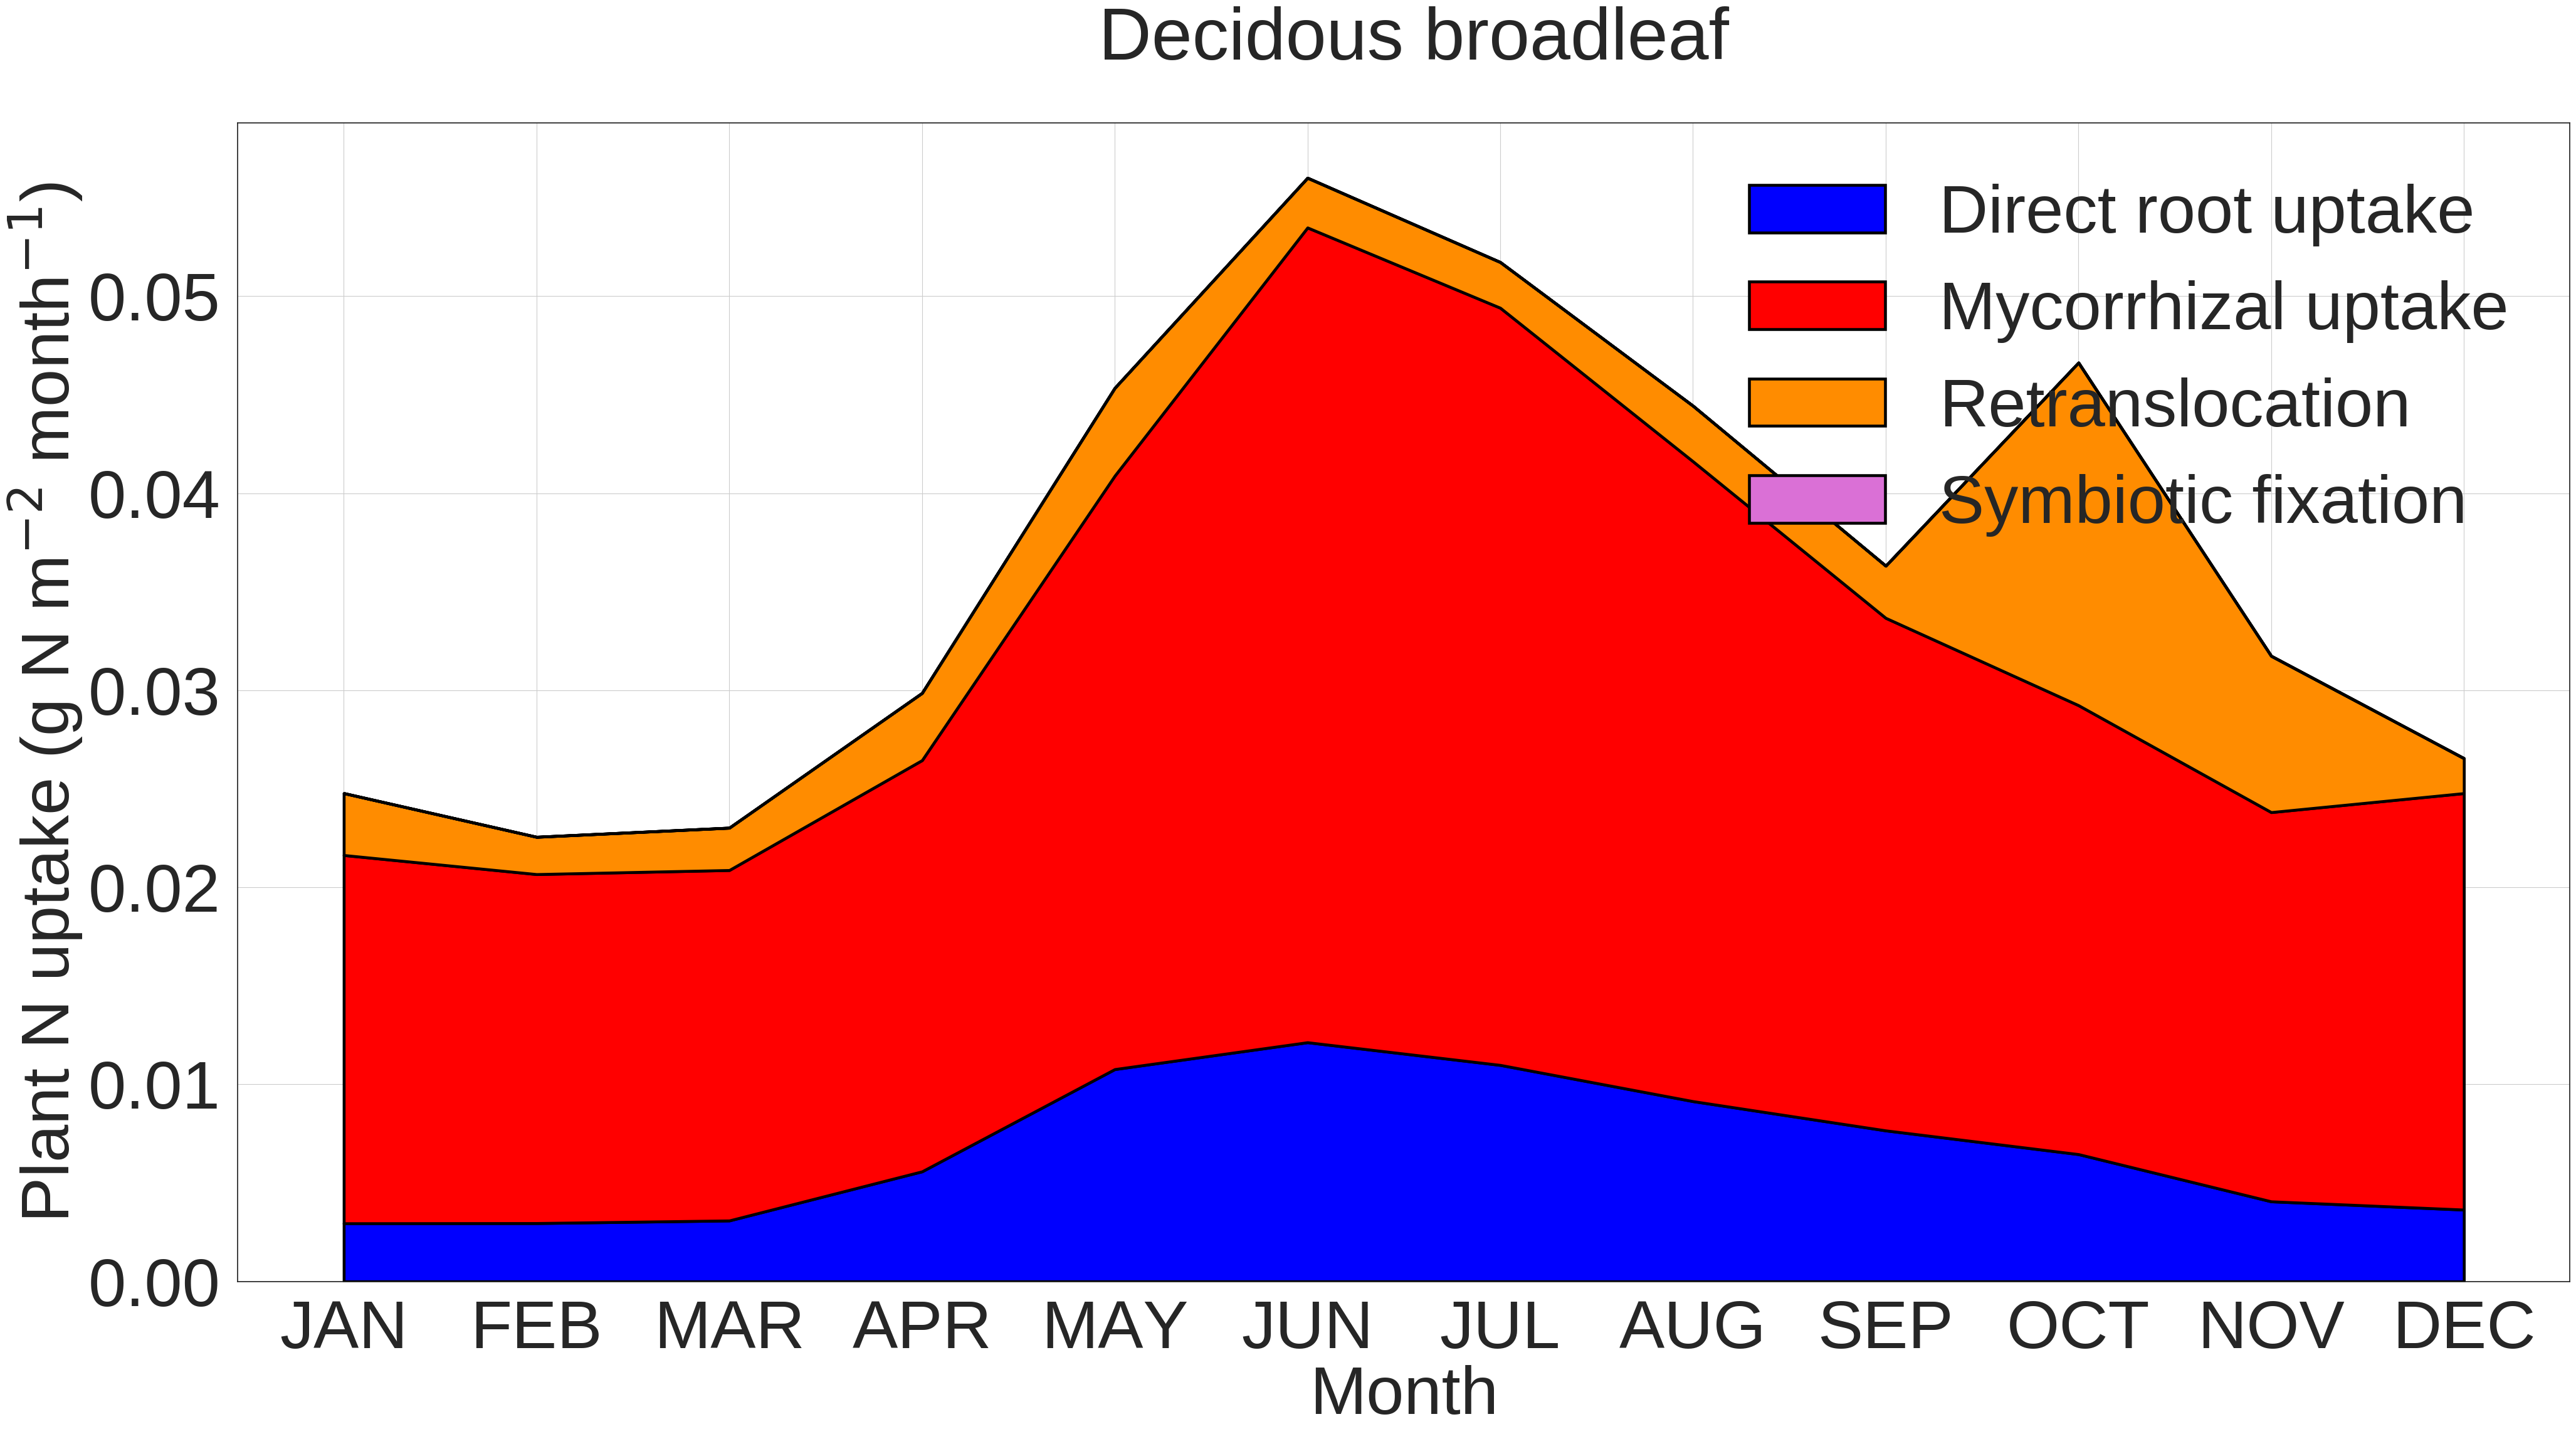 Decidous broadleaf
Plant N uptake (g N m⁻² month⁻¹)
0.05
0.04
0.03
0.02
0.01
0.00
Direct root uptake
Mycorrhizal uptake
Retranslocation
Symbiotic fixation
JAN FEB MAR APR MAY JUN JUL AUG SEP OCT NOV DEC
Month